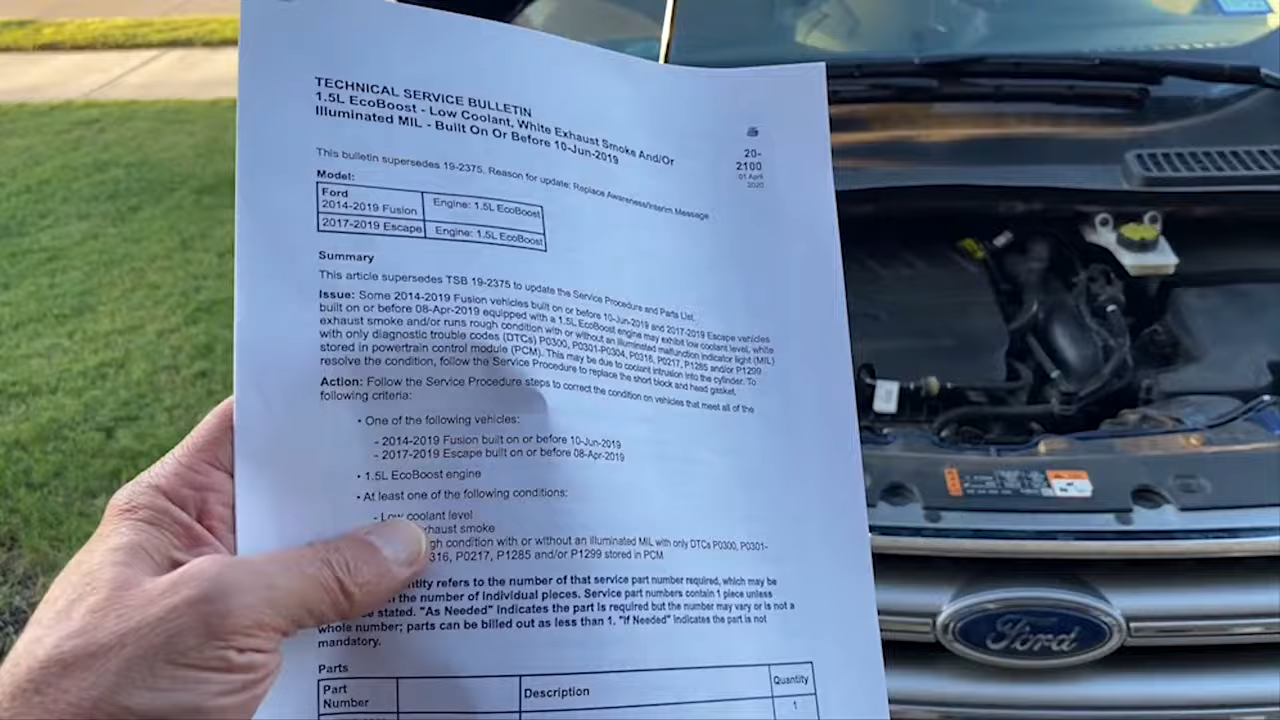 TECHNICAL SERVICE BULLETIN
1.5L EcoBoost - Low Coolant, White Exhaust Smoke And/Or
Illuminated MIL - Built On Or Before 10-Jun-2019
20-
2100
01 April
2020
This bulletin supersedes 19-2375. Reason for update: Replace Awareness/Interim Message
Model:
Ford
2014-2019 Fusion Engine: 1.5L EcoBoost
2017-2019 Escape Engine: 1.5L EcoBoost
Summary
This article supersedes TSB 19-2375 to update the Service Procedure and Parts List.
Issue: Some 2014-2019 Fusion vehicles built on or before 10-Jun-2019 and 2017-2019 Escape vehicles
built on or before 08-Apr-2019 equipped with a 1.5L EcoBoost engine may exhibit low coolant level, white
exhaust smoke and/or runs rough condition with or without an illuminated malfunction indicator light (MIL)
with only diagnostic trouble codes (DTCs) P0300, P0301-P0304, P0316, P0217, P1285 and/or P1299
stored in powertrain control module (PCM). This may be due to coolant intrusion into the cylinder. To
resolve the condition, follow the Service Procedure to replace the short block and head gasket.
Action: Follow the Service Procedure steps to correct the condition on vehicles that meet all of the
following criteria:
• One of the following vehicles:
- 2014-2019 Fusion built on or before 10-Jun-2019
- 2017-2019 Escape built on or before 08-Apr-2019
• 1.5L EcoBoost engine
• At least one of the following conditions:
- Low coolant level
haust smoke
gh condition with or without an illuminated MIL with only DTCs P0300, P0301-
316, P0217, P1285 and/or P1299 stored in PCM
ntity refers to the number of that service part number required, which may be
the number of individual pieces. Service part numbers contain 1 piece unless
stated. "As Needed" indicates the part is required but the number may vary or is not a
whole number; parts can be billed out as less than 1. "If Needed" indicates the part is not
mandatory.
Parts
Part
Number Description Quantity
1
Ford